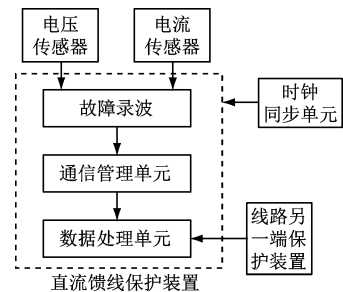 电压
传感器
电流
传感器
故障录波
时钟
同步单元
通信管理单元
数据处理单元
线路另
一端保
护装置
直流馈线保护装置